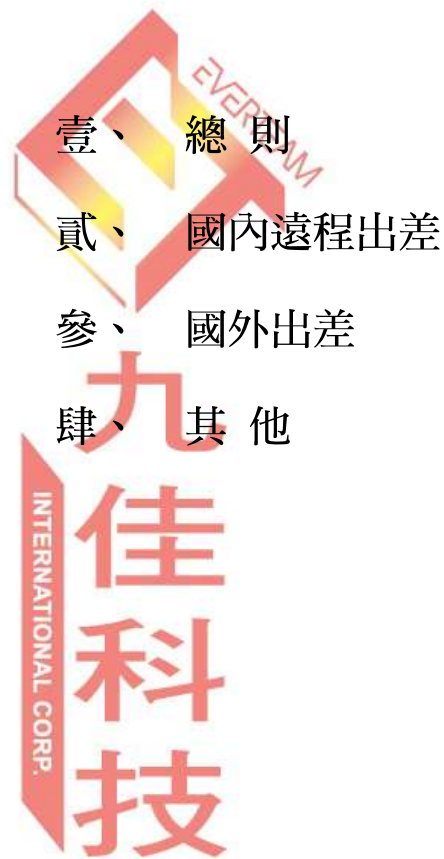 壹、 總 則
貳、 國內遠程出差
參、 國外出差
肆、 其 他
EVERTEAM
九佳科技
INTERNATIONAL CORP.